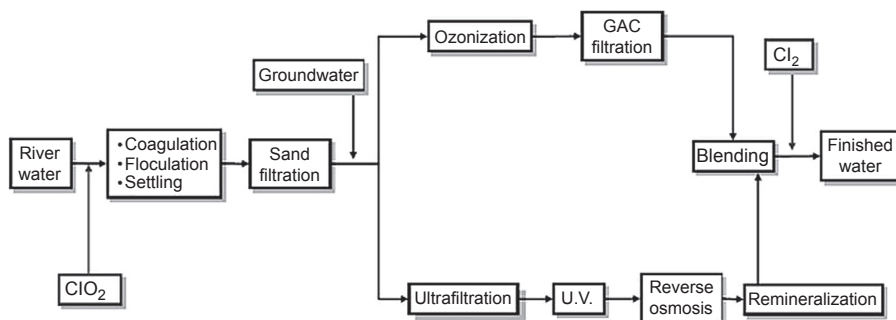 River
water
ClO₂
• Coagulation
• Floculation
• Settling
Sand
filtration
Groundwater
Ozonization
GAC
filtration
Ultrafiltration
U.V.
Reverse
osmosis
Remineralization
Blending
Cl₂
Finished
water